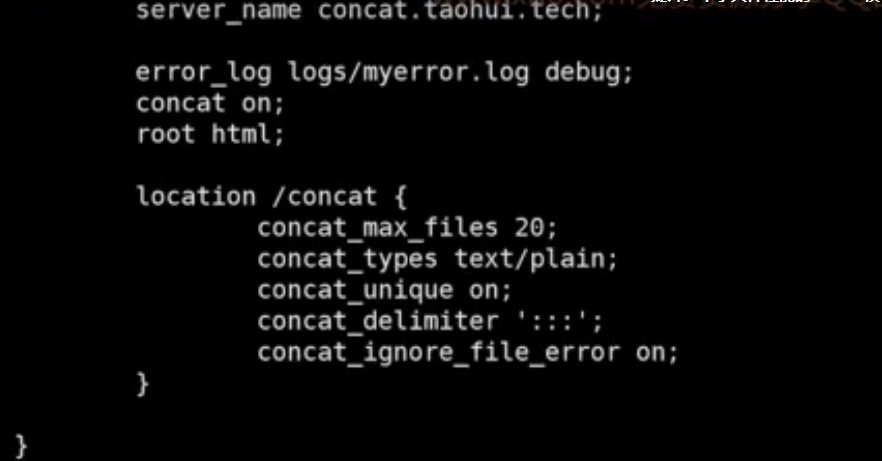 server_name concat.taohui.tech;
error_log logs/myerror.log debug;
concat on;
root html;
location /concat {
concat_max_files 20;
concat_types text/plain;
concat_unique on;
concat_delimiter ':::';
concat_ignore_file_error on;
}
}